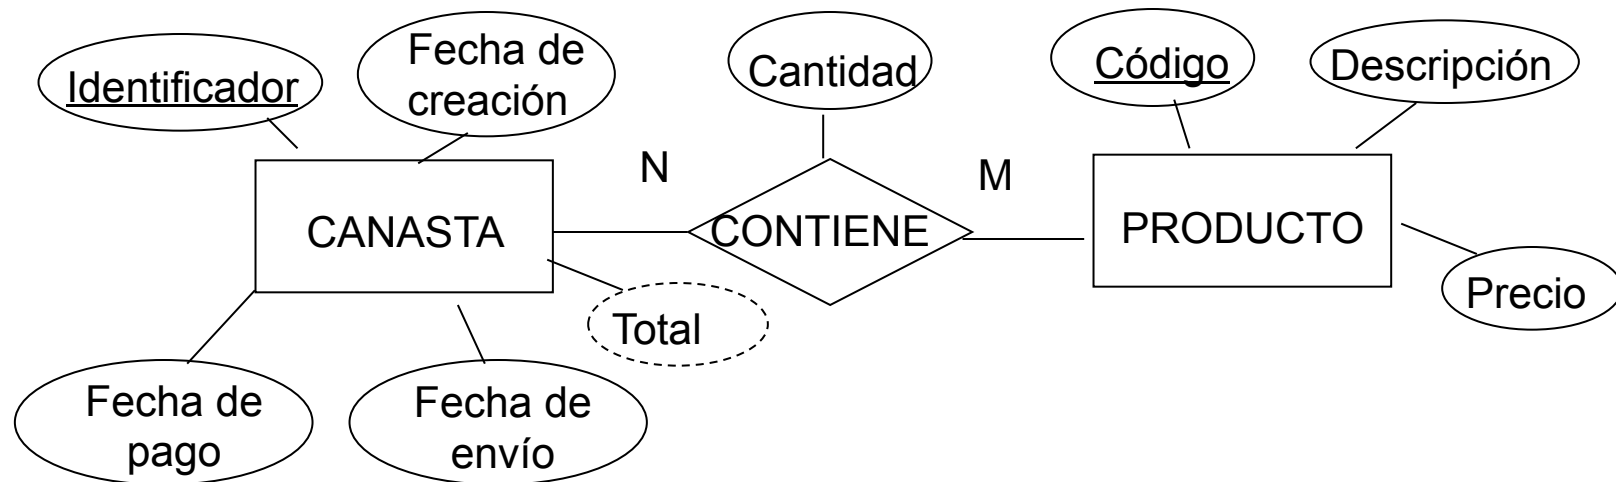 Identificador
Fecha de
creación
Cantidad
Código
Descripción
N
M
CANASTA
CONTIENE
PRODUCTO
Precio
Total
Fecha de
pago
Fecha de
envío